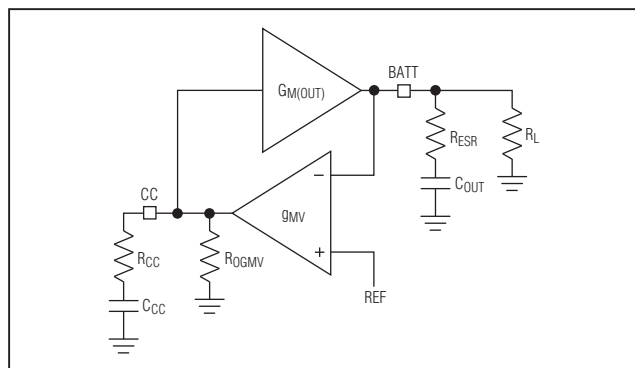 GM(OUT)
BATT
RESR
RL
COUT
CC
gMV
RCC
ROGMV
CCC
REF
−
+